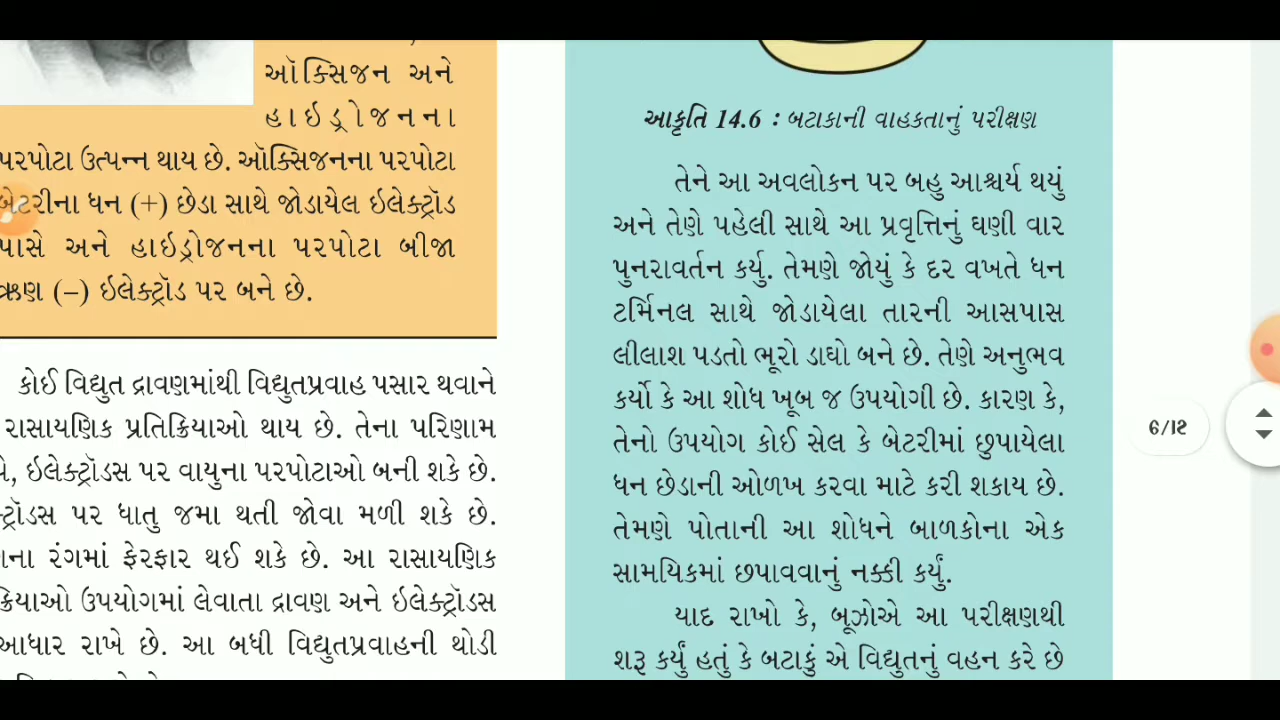 ઑક્સિજન અને
હાઇડ્રોજનના
પરપોટા ઉત્પન્ન થાય છે. ઑક્સિજનના પરપોટા
બેટરીના ધન (+) છેડા સાથે જોડાયેલ ઇલેક્ટ્રૉડ
પાસે અને હાઇડ્રોજનના પરપોટા બીજા
ઋણ (–) ઇલેક્ટ્રૉડ પર બને છે.
કોઈ વિદ્યુત દ્રાવણમાંથી વિદ્યુતપ્રવાહ પસાર થવાને
રાસાયણિક પ્રતિક્રિયાઓ થાય છે. તેના પરિણામ
ઇલેક્ટ્રૉડસ પર વાયુના પરપોટાઓ બની શકે છે.
પર ધાતુ જમા થતી જોવા મળી શકે છે.
રંગમાં ફેરફાર થઈ શકે છે. આ રાસાયણિક
ઉપયોગમાં લેવાતા દ્રાવણ અને ઇલેક્ટ્રૉડસ
આધાર રાખે છે. આ બધી વિદ્યુતપ્રવાહની થોડી
આકૃતિ 14.6 : બટાકાની વાહકતાનું પરીક્ષણ
તેને આ અવલોકન પર બહુ આશ્ચર્ય થયું
અને તેણે પહેલી સાથે આ પ્રવૃત્તિનું ઘણી વાર
પુનરાવર્તન કર્યુ. તેમણે જોયું કે દર વખતે ધન
ટર્મિનલ સાથે જોડાયેલા તારની આસપાસ
લીલાશ પડતો ભૂરો ડાઘો બને છે. તેણે અનુભવ
કર્યો કે આ શોધ ખૂબ જ ઉપયોગી છે. કારણ કે,
તેનો ઉપયોગ કોઈ સેલ કે બેટરીમાં છુપાયેલા
ધન છેડાની ઓળખ કરવા માટે કરી શકાય છે.
તેમણે પોતાની આ શોધને બાળકોના એક
સામયિકમાં છપાવવાનું નક્કી કર્યું.
યાદ રાખો કે, બૂઝોએ આ પરીક્ષણથી
શરૂ કર્યું હતું કે બટાકું એ વિદ્યુતનું વહન કરે છે